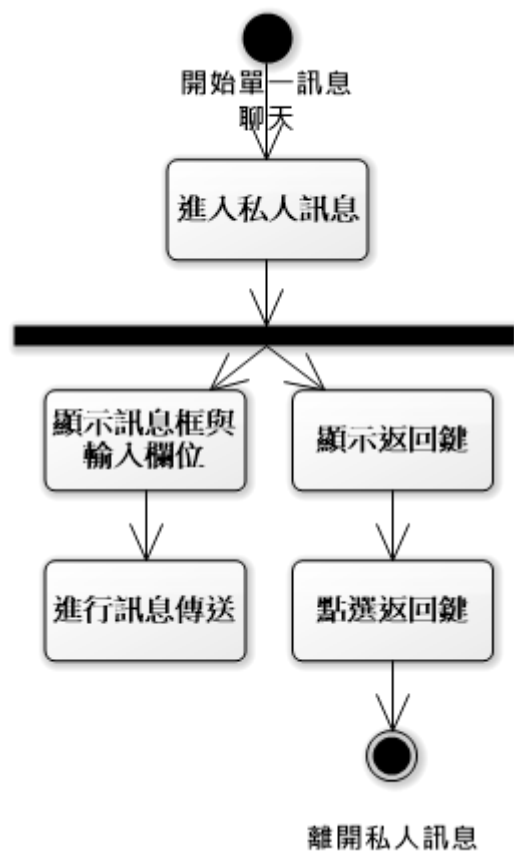 開始單一訊息
聊天
進入私人訊息
顯示訊息框與
輸入欄位
顯示返回鍵
進行訊息傳送
點選返回鍵
離開私人訊息